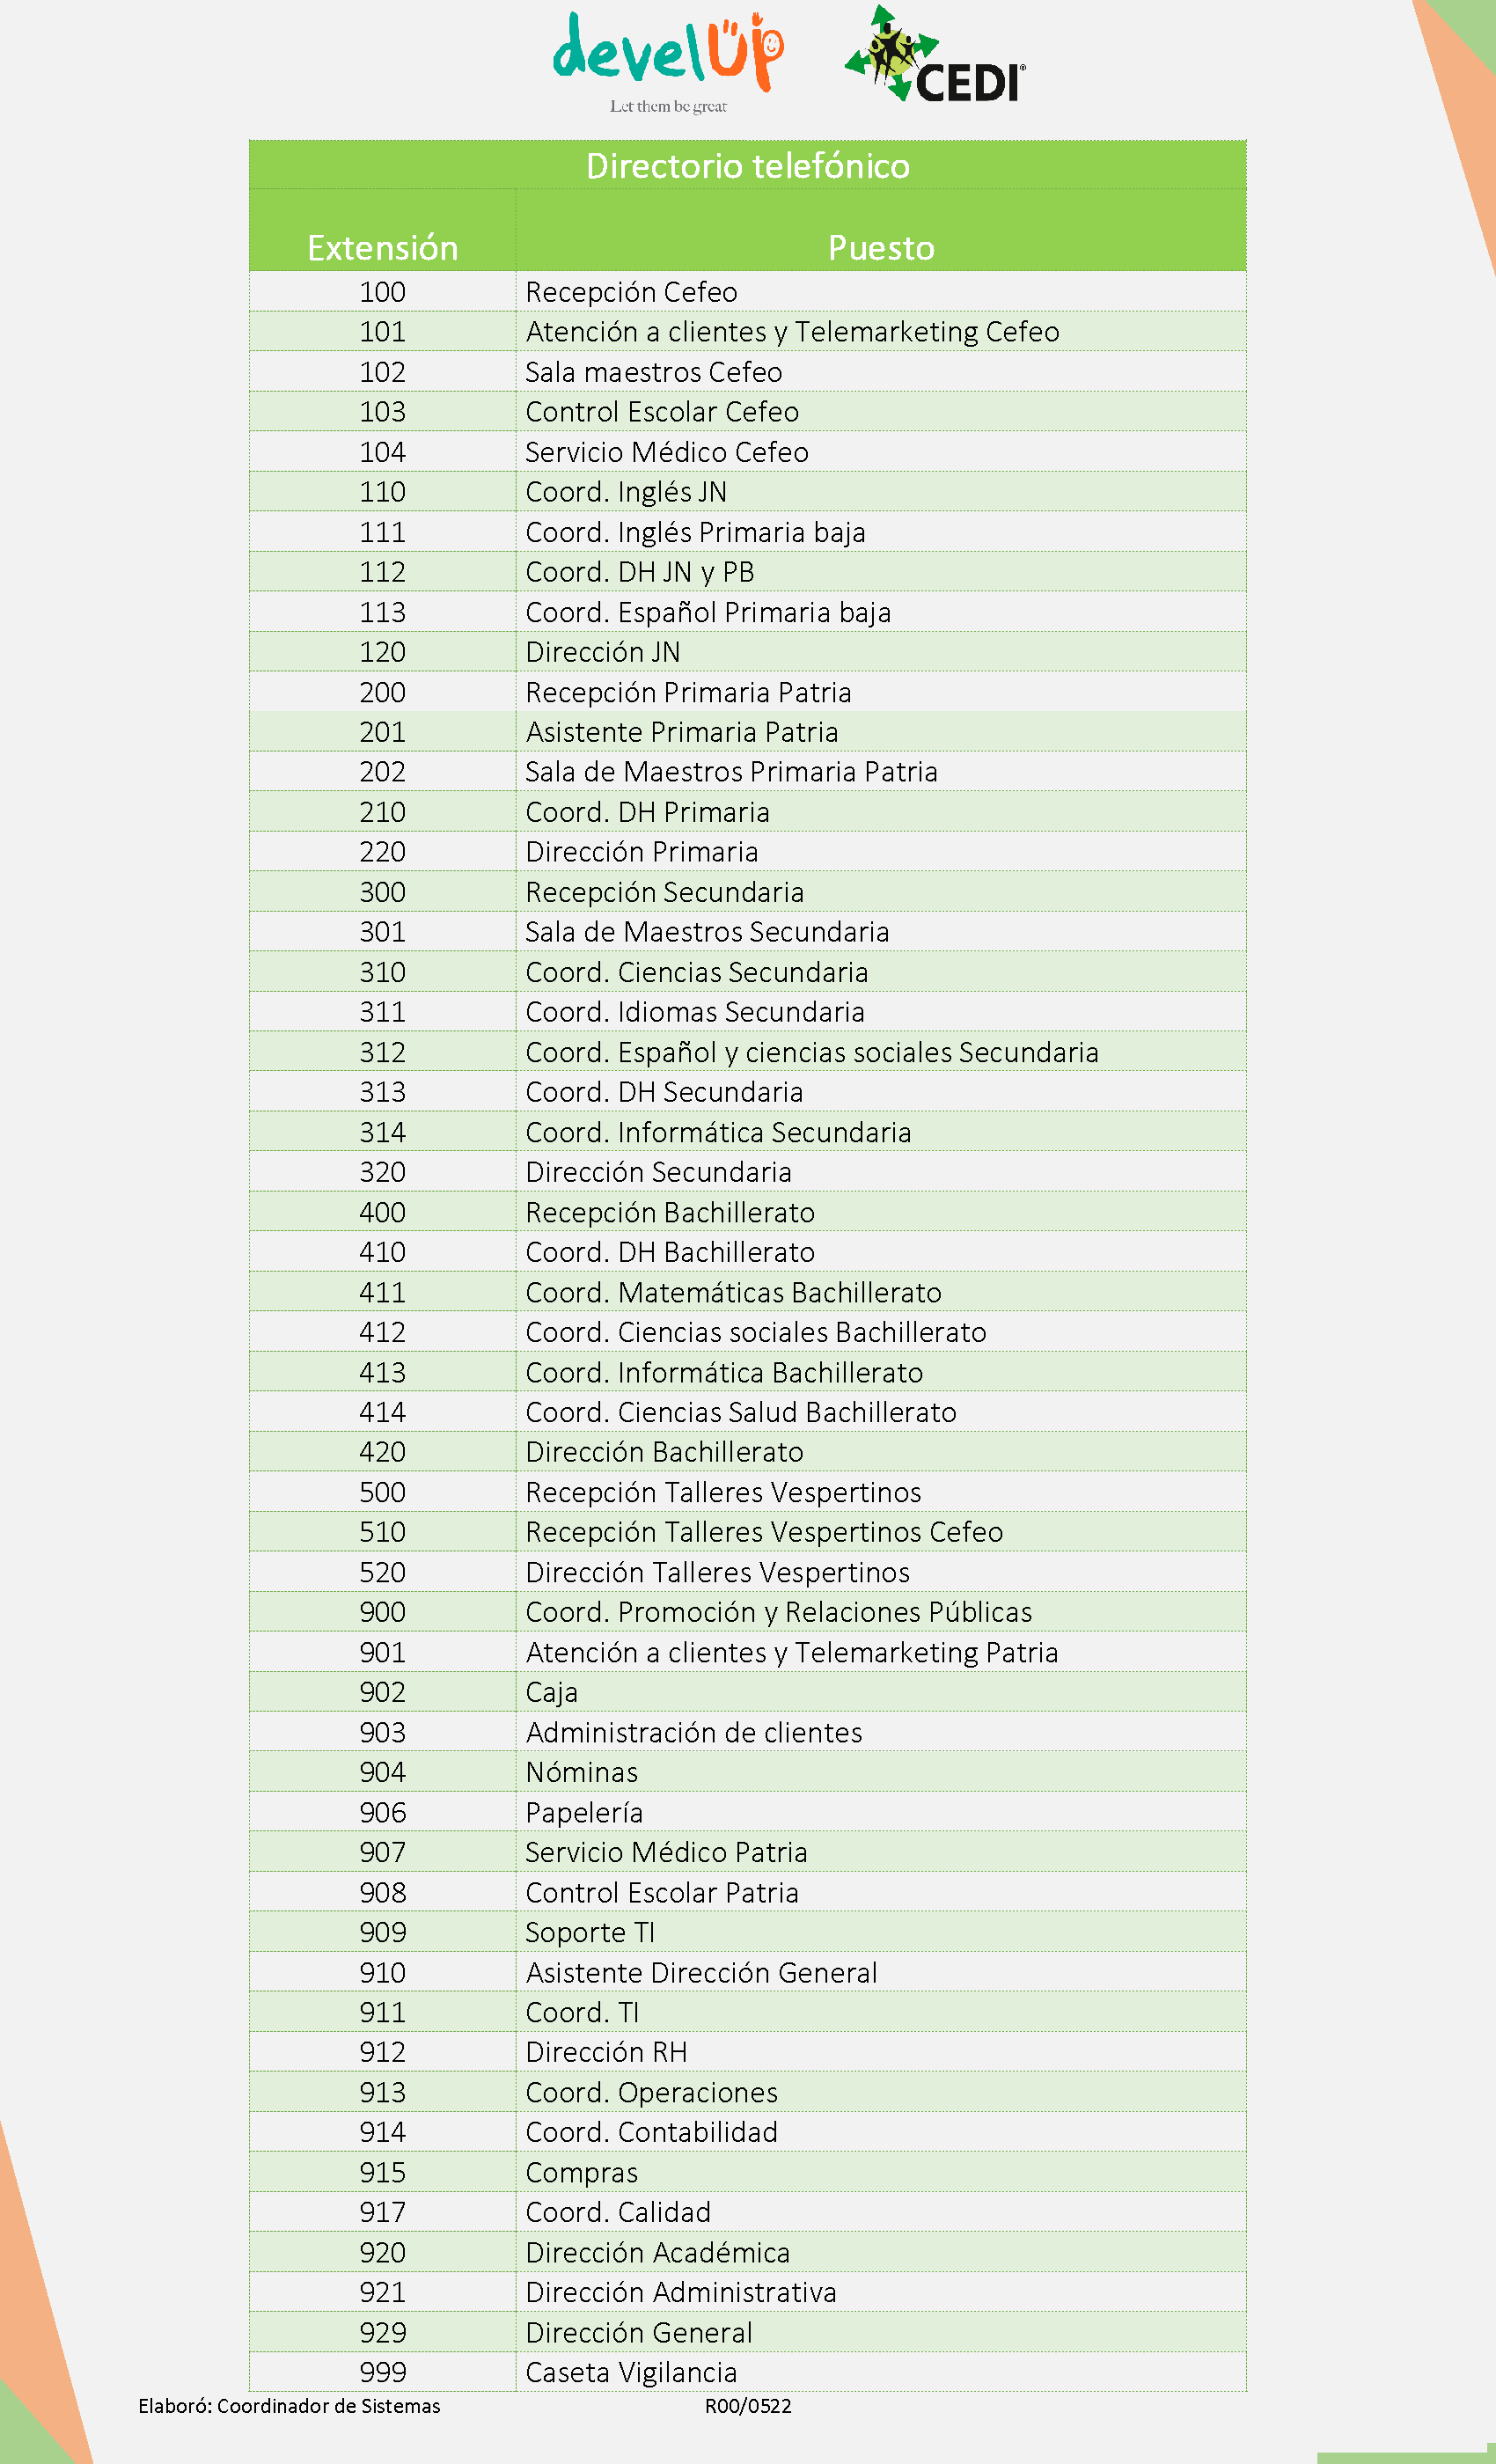 develUp
Let them be great
CEDI®
Directorio telefónico
Extensión Puesto
100 Recepción Cefeo
101 Atención a clientes y Telemarketing Cefeo
102 Sala maestros Cefeo
103 Control Escolar Cefeo
104 Servicio Médico Cefeo
110 Coord. Inglés JN
111 Coord. Inglés Primaria baja
112 Coord. DH JN y PB
113 Coord. Español Primaria baja
120 Dirección JN
200 Recepción Primaria Patria
201 Asistente Primaria Patria
202 Sala de Maestros Primaria Patria
210 Coord. DH Primaria
220 Dirección Primaria
300 Recepción Secundaria
301 Sala de Maestros Secundaria
310 Coord. Ciencias Secundaria
311 Coord. Idiomas Secundaria
312 Coord. Español y ciencias sociales Secundaria
313 Coord. DH Secundaria
314 Coord. Informática Secundaria
320 Dirección Secundaria
400 Recepción Bachillerato
410 Coord. DH Bachillerato
411 Coord. Matemáticas Bachillerato
412 Coord. Ciencias sociales Bachillerato
413 Coord. Informática Bachillerato
414 Coord. Ciencias Salud Bachillerato
420 Dirección Bachillerato
500 Recepción Talleres Vespertinos
510 Recepción Talleres Vespertinos Cefeo
520 Dirección Talleres Vespertinos
900 Coord. Promoción y Relaciones Públicas
901 Atención a clientes y Telemarketing Patria
902 Caja
903 Administración de clientes
904 Nóminas
906 Papelería
907 Servicio Médico Patria
908 Control Escolar Patria
909 Soporte TI
910 Asistente Dirección General
911 Coord. TI
912 Dirección RH
913 Coord. Operaciones
914 Coord. Contabilidad
915 Compras
917 Coord. Calidad
920 Dirección Académica
921 Dirección Administrativa
929 Dirección General
999 Caseta Vigilancia
Elaboró: Coordinador de Sistemas R00/0522